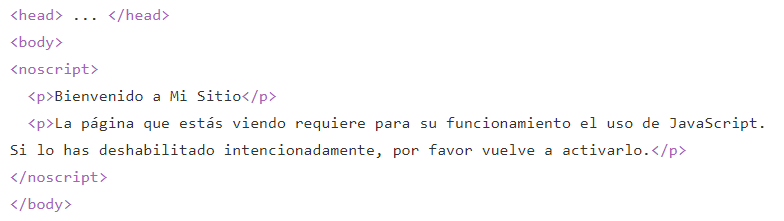 <head> ... </head>
<body>
<noscript>
  <p>Bienvenido a Mi Sitio</p>
  <p>La página que estás viendo requiere para su funcionamiento el uso de JavaScript.
Si lo has deshabilitado intencionadamente, por favor vuelve a activarlo.</p>
</noscript>
</body>